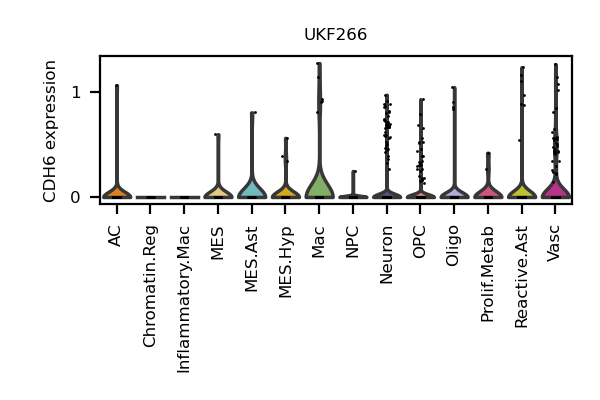 UKF266
CDH6 expression
1
0
AC
Chromatin.Reg
Inflammatory.Mac
MES
MES.Ast
MES.Hyp
Mac
NPC
Neuron
OPC
Oligo
Prolif.Metab
Reactive.Ast
Vasc